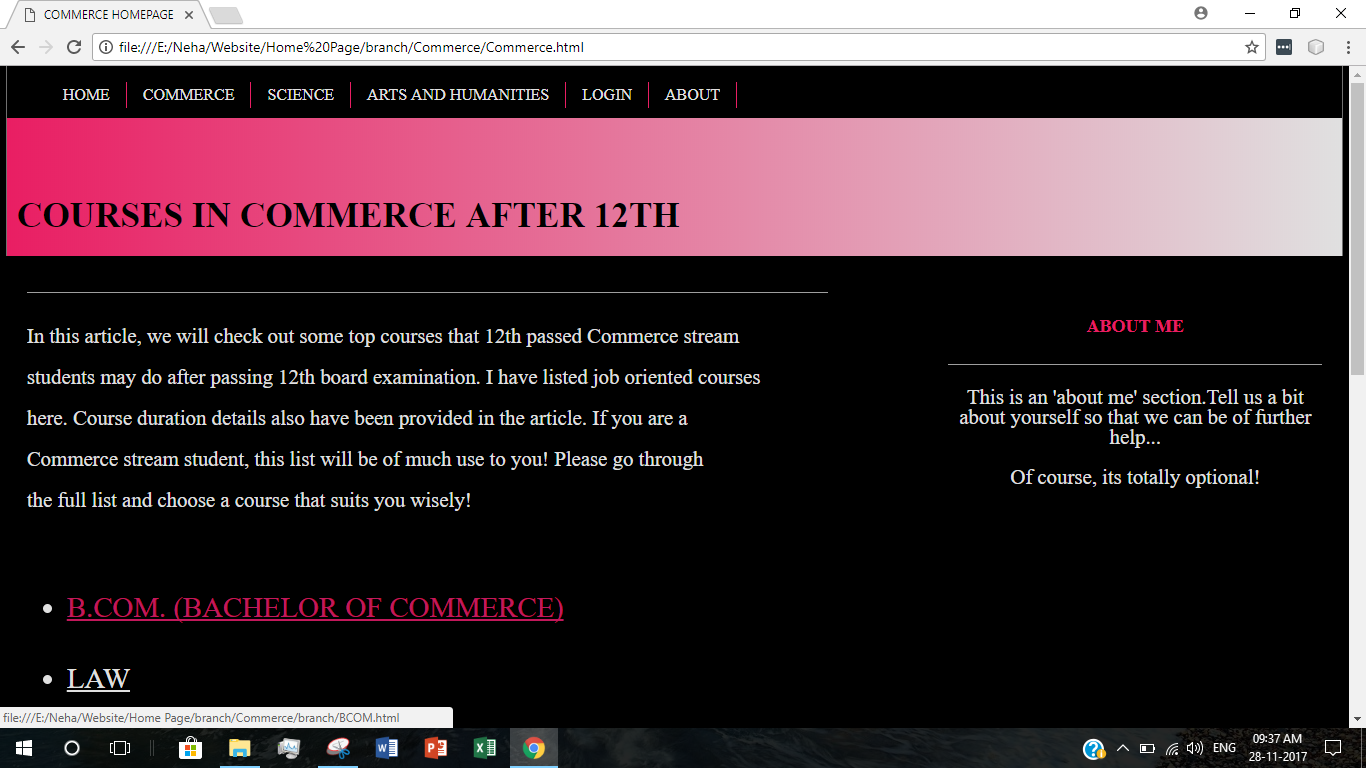 COMMERCE HOMEPAGE
file:///E:/Neha/Website/Home%20Page/branch/Commerce/Commerce.html
HOME
COMMERCE
SCIENCE
ARTS AND HUMANITIES
LOGIN
ABOUT
COURSES IN COMMERCE AFTER 12TH
In this article, we will check out some top courses that 12th passed Commerce stream
students may do after passing 12th board examination. I have listed job oriented courses
here. Course duration details also have been provided in the article. If you are a
Commerce stream student, this list will be of much use to you! Please go through
the full list and choose a course that suits you wisely!
• B.COM. (BACHELOR OF COMMERCE)
• LAW
ABOUT ME
This is an 'about me' section.Tell us a bit
about yourself so that we can be of further
help...
Of course, its totally optional!
file:///E:/Neha/Website/Home Page/branch/Commerce/branch/BCOM.html
ENG
09:37 AM
28-11-2017